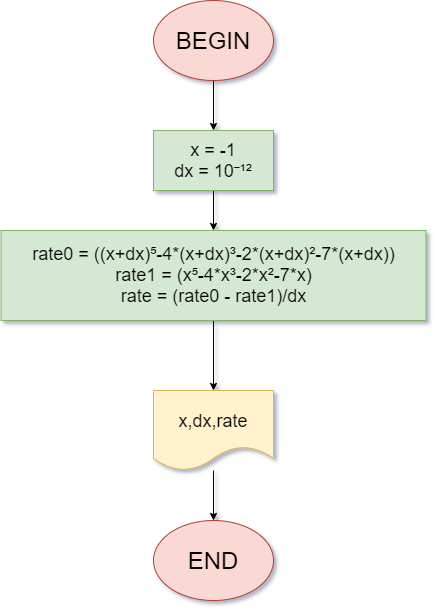 BEGIN
x = -1
dx = 10⁻¹²
rate0 = ((x+dx)⁵-4*(x+dx)³-2*(x+dx)²-7*(x+dx))
rate1 = (x⁵-4*x³-2*x²-7*x)
rate = (rate0 - rate1)/dx
x,dx,rate
END